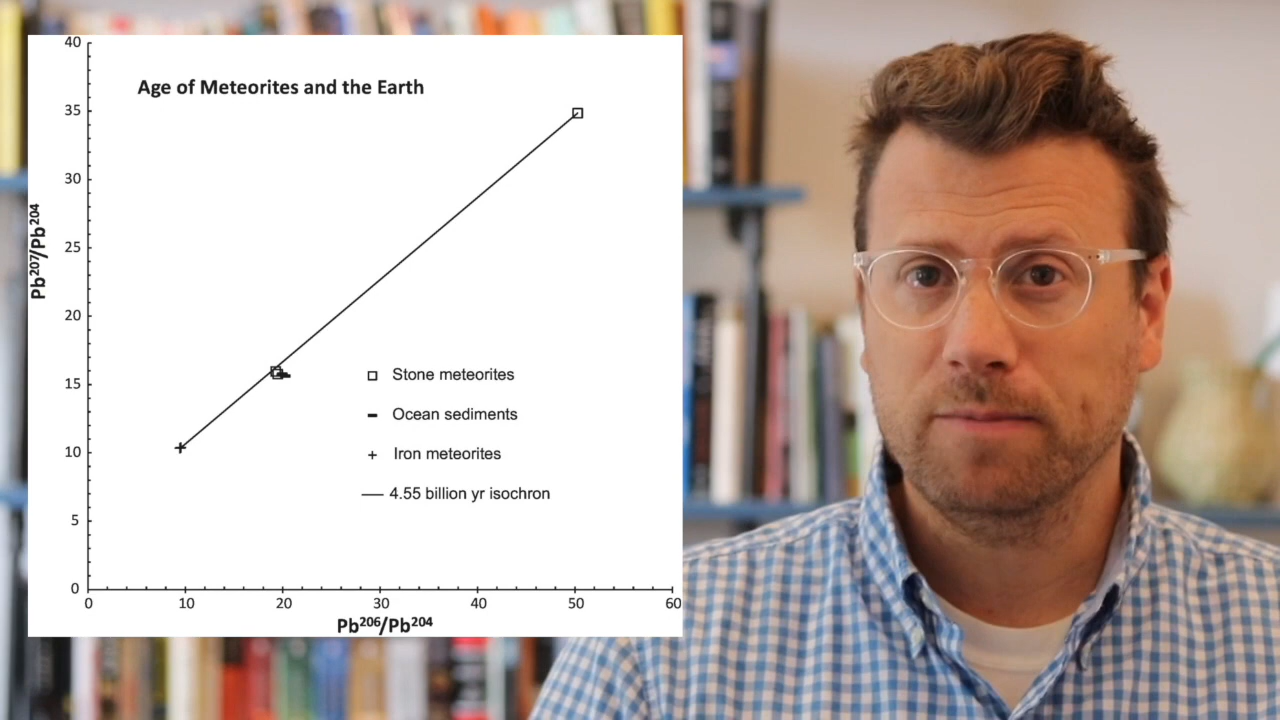 Age of Meteorites and the Earth
40
35
30
25
20
15
10
5
0
Pb207/Pb204
Stone meteorites
Ocean sediments
Iron meteorites
4.55 billion yr isochron
0 10 20 30 40 50 60
Pb206/Pb204